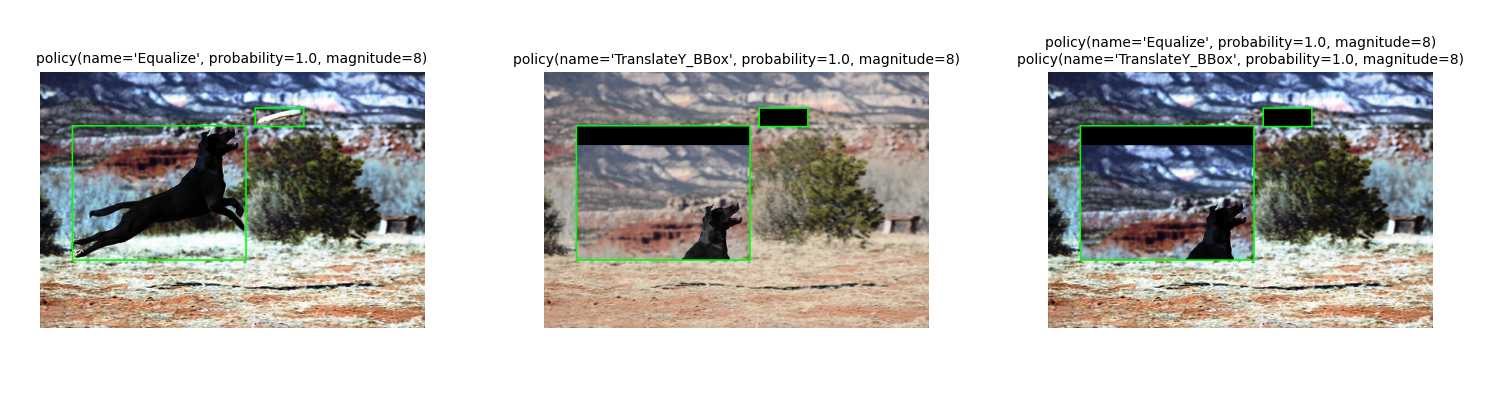 policy(name='Equalize', probability=1.0, magnitude=8)
policy(name='TranslateY_BBox', probability=1.0, magnitude=8)
policy(name='Equalize', probability=1.0, magnitude=8)
policy(name='TranslateY_BBox', probability=1.0, magnitude=8)